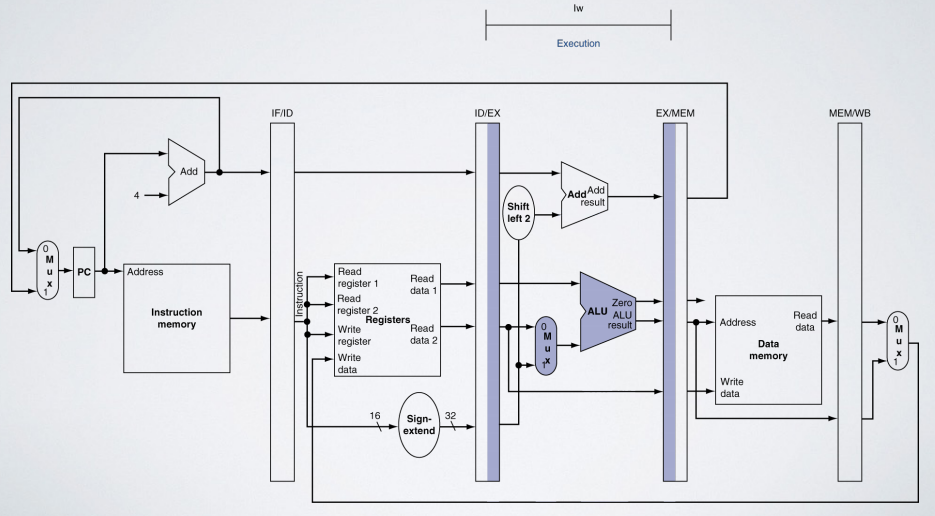 lw
Execution
IF/ID
ID/EX
EX/MEM
MEM/WB
Add
4
Shift
left 2
Add
Add
result
0
M
u
x
1
PC
Address
Instruction
memory
Instruction
Read
register 1
Read
register 2
Write
register
Write
data
Registers
Read
data 1
Read
data 2
16
Sign-
extend
32
0
M
u
x
1
ALU
Zero
ALU
result
Address
Read
data
Data
memory
Write
data
0
M
u
x
1